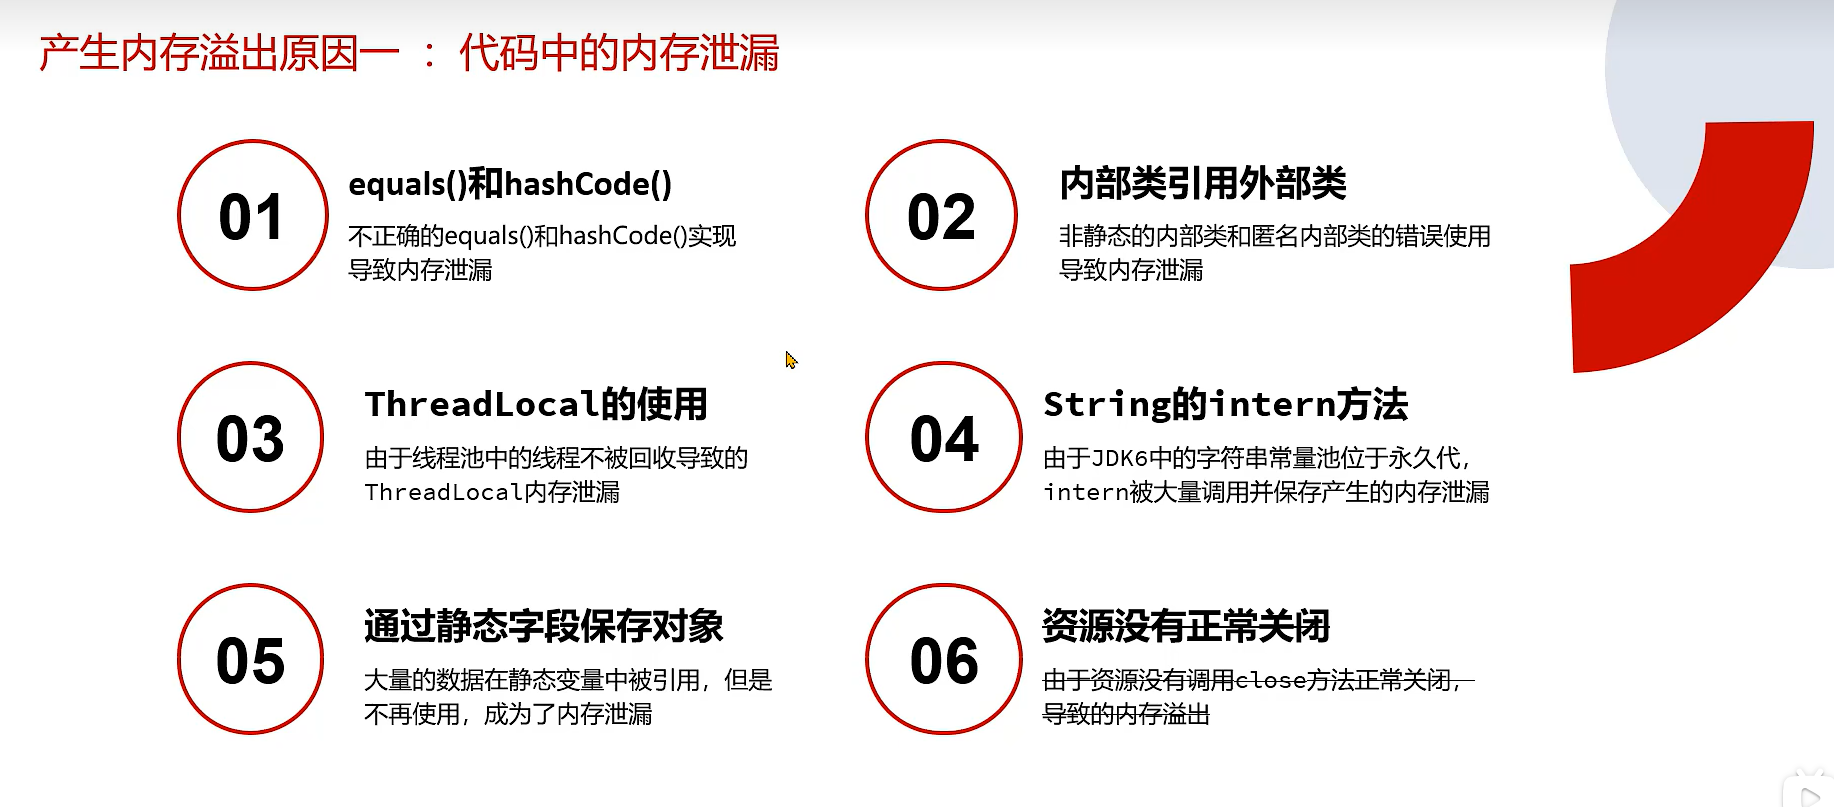 产生内存溢出原因一 ： 代码中的内存泄漏
01
equals()和hashCode()
不正确的equals()和hashCode()实现
导致内存泄漏
02
内部类引用外部类
非静态的内部类和匿名内部类的错误使用
导致内存泄漏
03
ThreadLocal的使用
由于线程池中的线程不被回收导致的
ThreadLocal内存泄漏
04
String的intern方法
由于JDK6中的字符串常量池位于永久代，
intern被大量调用并保存产生的内存泄漏
05
通过静态字段保存对象
大量的数据在静态变量中被引用，但是
不再使用，成为了内存泄漏
06
资源没有正常关闭
由于资源没有调用close方法正常关闭，
导致的内存溢出